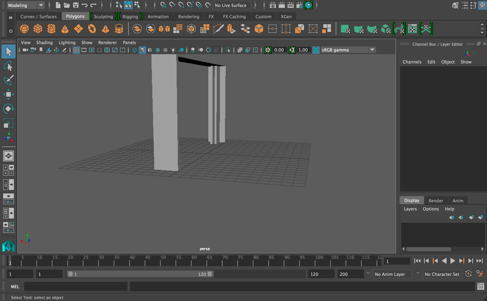 Modeling
No Live Surface
Curves / Surfaces Polygons Sculpting Rigging Animation Rendering FX FX Caching Custom XGen
View Shading Lighting Show Renderer Panels
0.00 1.00 sRGB gamma
Channel Box / Layer Editor
Channels Edit Object Show
persp
Display Render Anim
Layers Options Help
1 1 1 120 120 200 No Anim Layer No Character Set
MEL
Select Tool: select an object